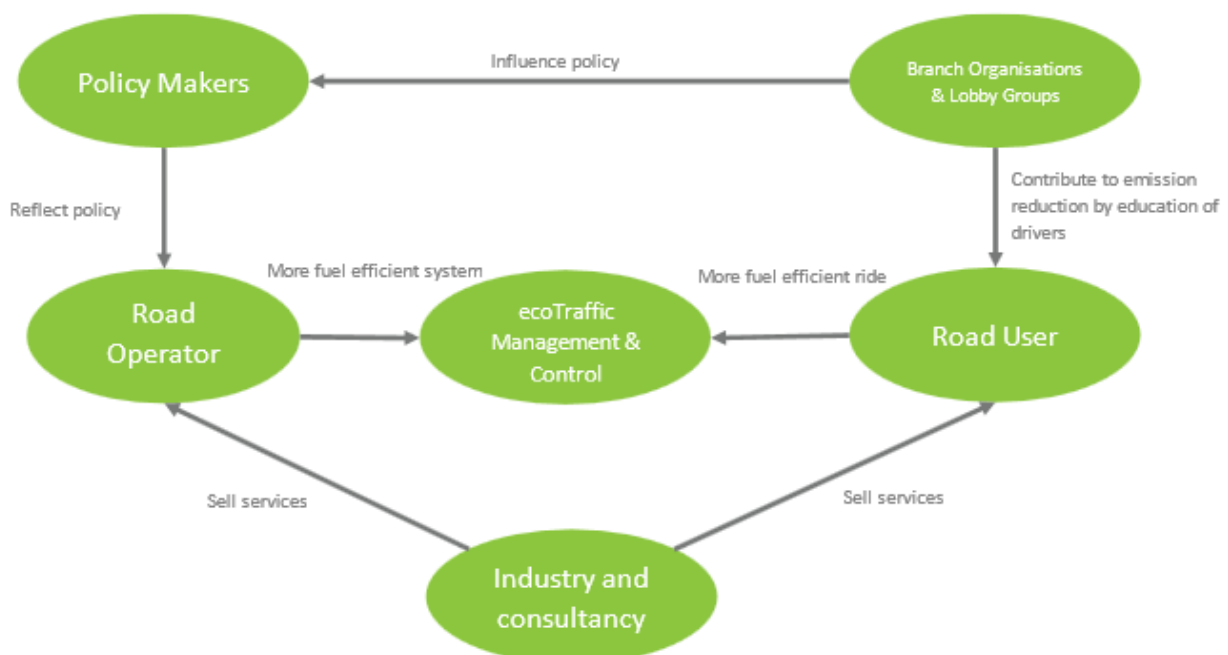 Influence policy
Policy Makers
Branch Organisations
& Lobby Groups
Reflect policy
Contribute to emission
reduction by education of
drivers
More fuel efficient system
More fuel efficient ride
Road
Operator
ecoTraffic
Management &
Control
Road User
Sell services
Sell services
Industry and
consultancy